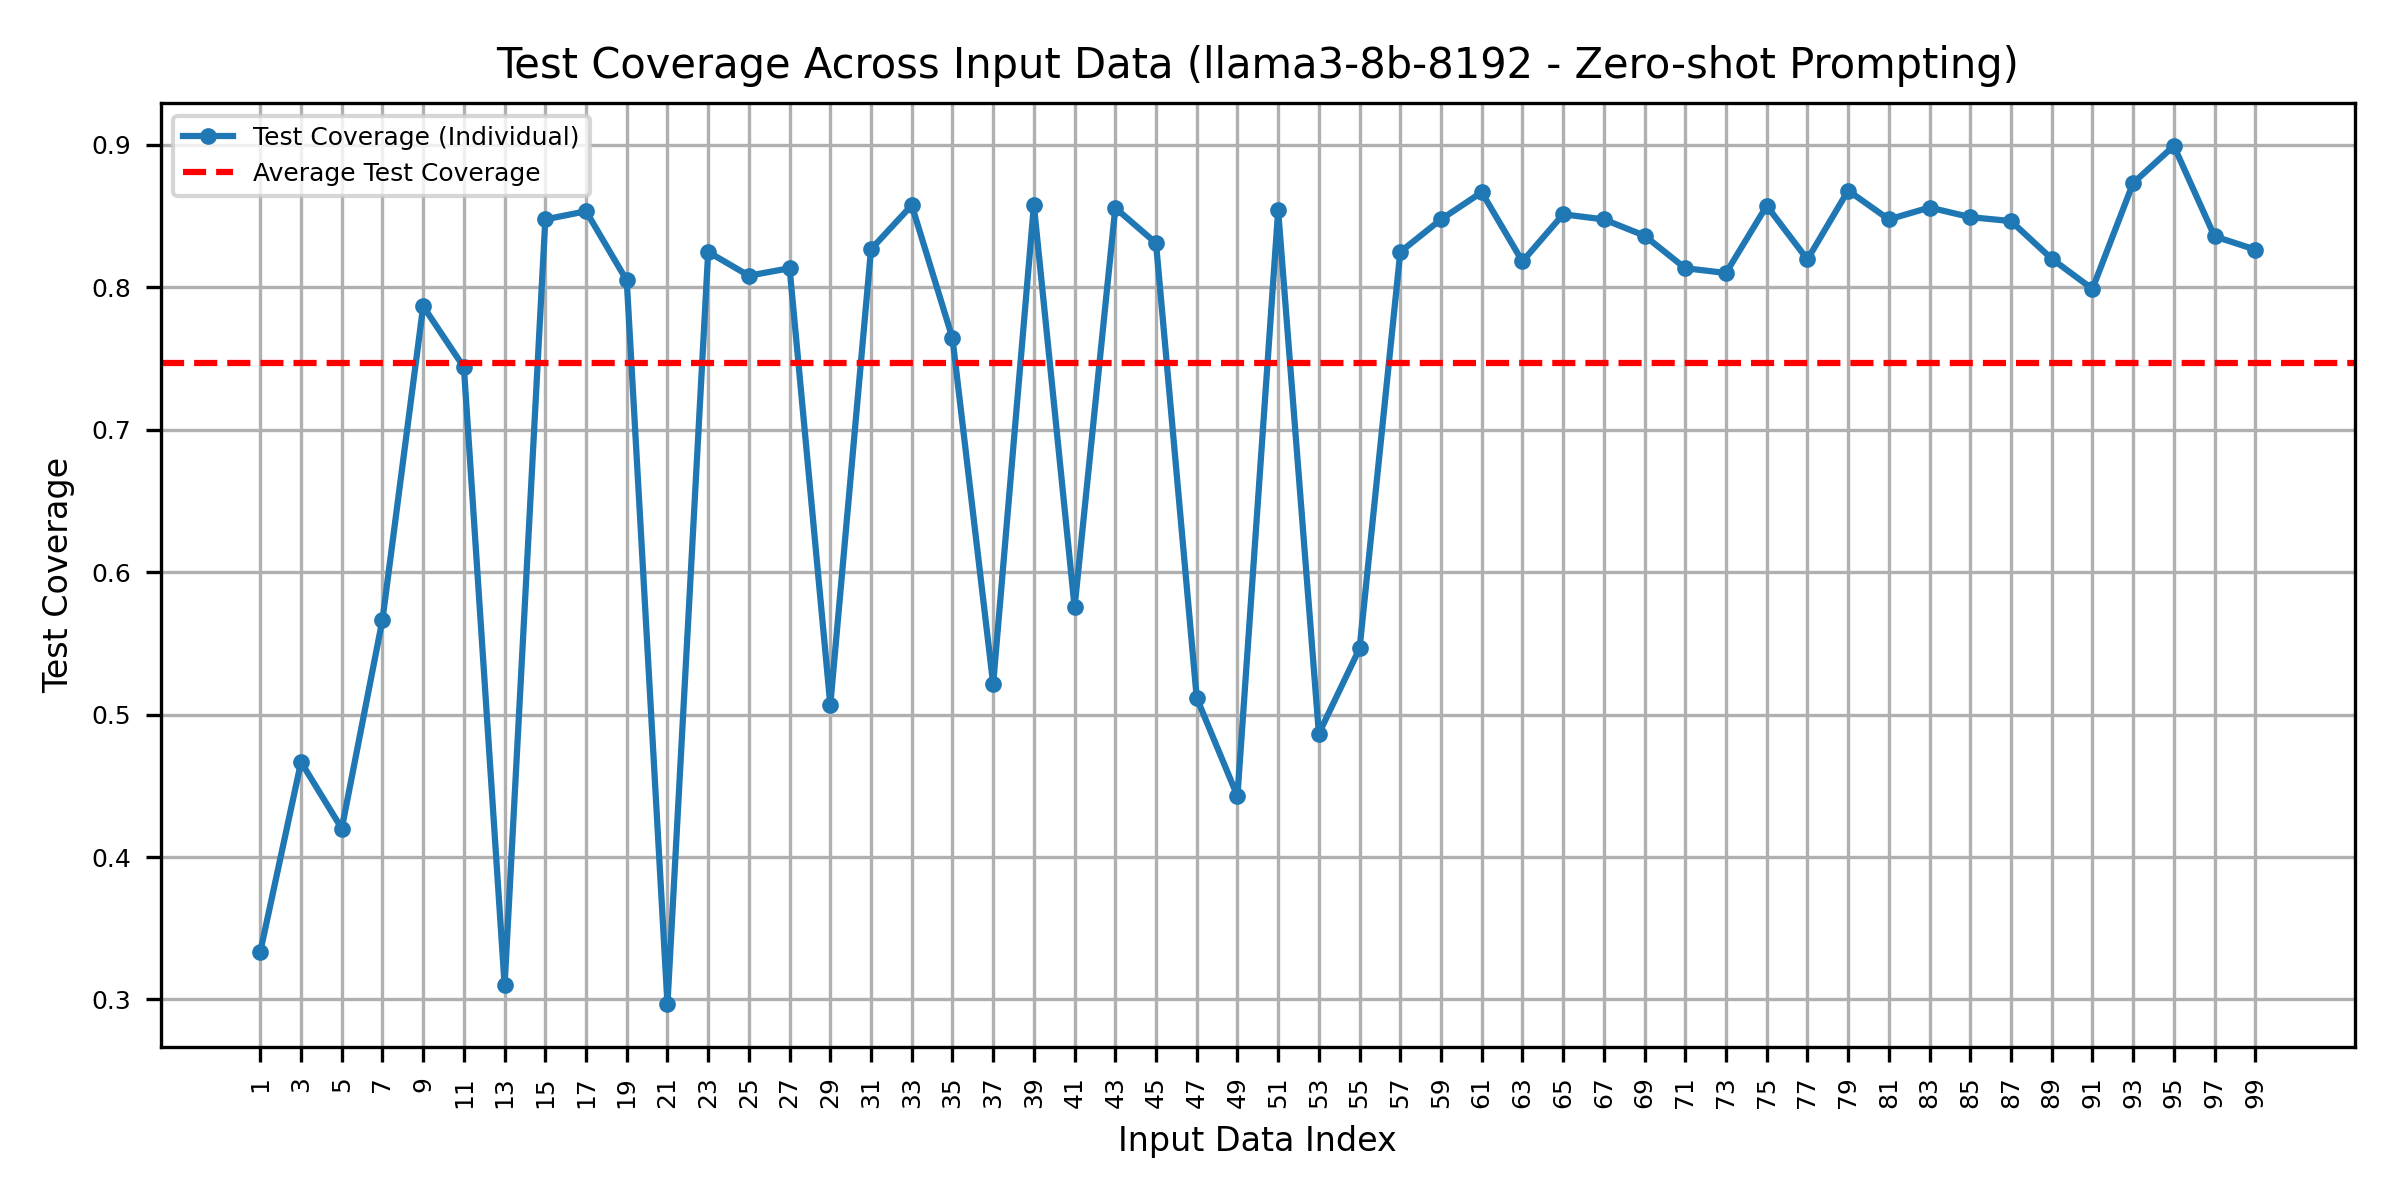 Test Coverage Across Input Data (llama3-8b-8192 - Zero-shot Prompting)
Test Coverage (Individual)
Average Test Coverage
Test Coverage
0.9
0.8
0.7
0.6
0.5
0.4
0.3
1 3 5 7 9 11 13 15 17 19 21 23 25 27 29 31 33 35 37 39 41 43 45 47 49 51 53 55 57 59 61 63 65 67 69 71 73 75 77 79 81 83 85 87 89 91 93 95 97 99
Input Data Index